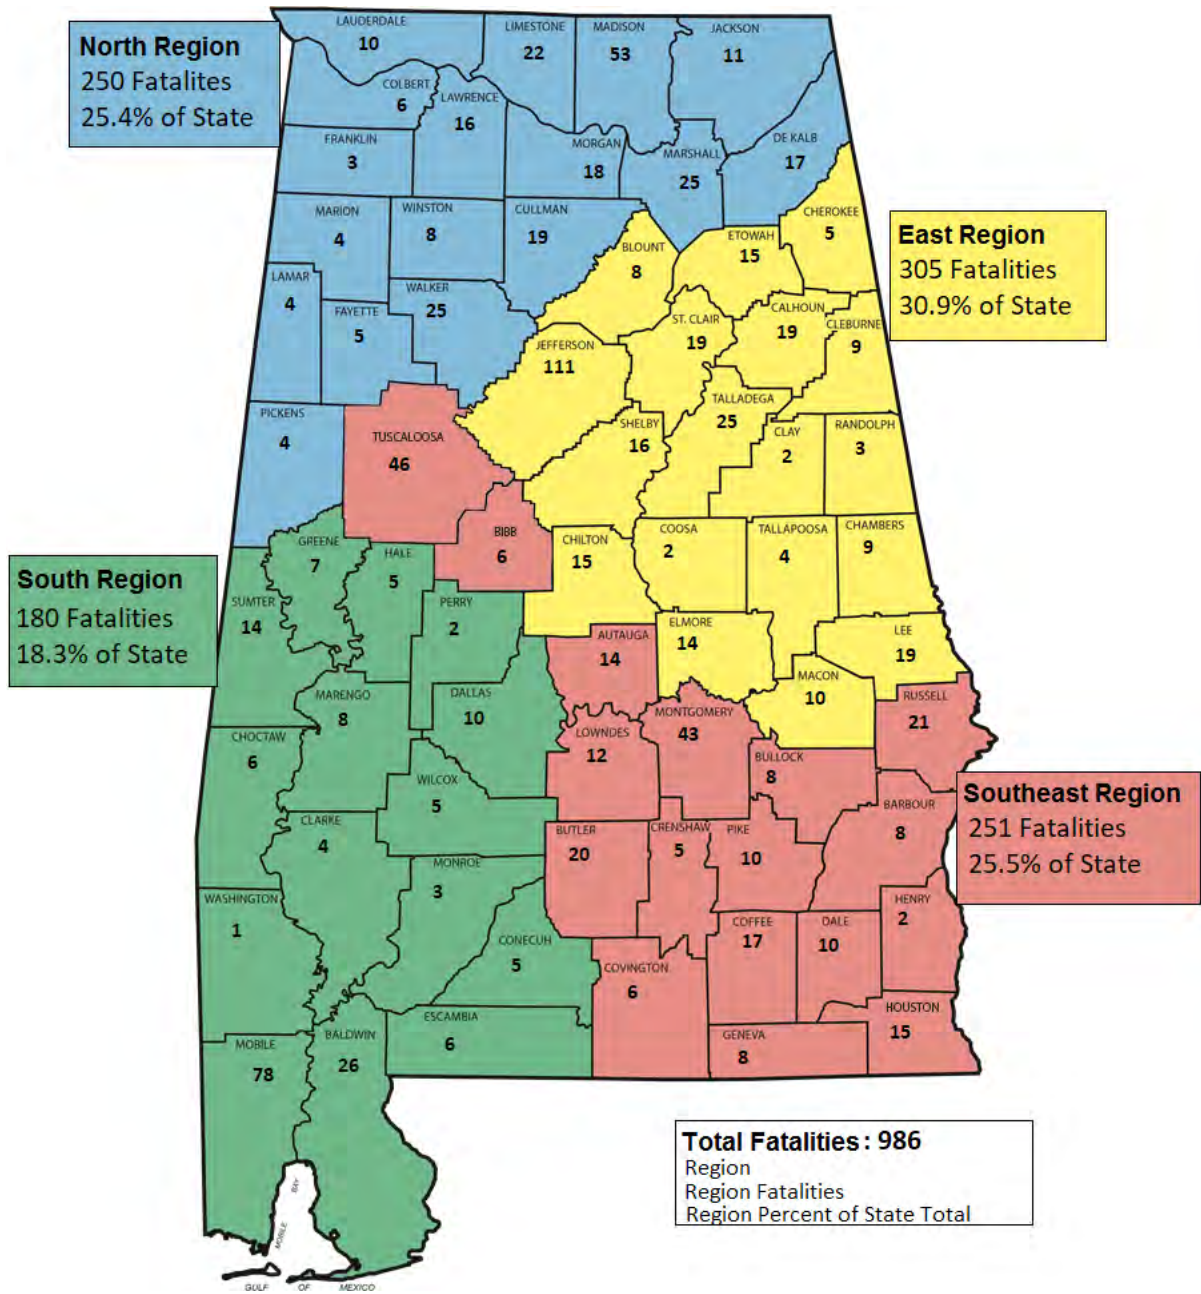 LAUDERDALE
10
LIMESTONE
22
MADISON
53
JACKSON
11
North Region
250 Fatalites
25.4% of State
COLBERT
6
LAWRENCE
16
FRANKLIN
3
MORGAN
18
MARSHALL
25
DE KALB
17
MARION
4
WINSTON
8
CULLMAN
19
CHEROKEE
5
BLOUNT
8
ETOWAH
15
East Region
305 Fatalities
30.9% of State
LAMAR
4
FAYETTE
5
WALKER
25
JEFFERSON
111
ST. CLAIR
19
CALHOUN
19
CLEBURNE
9
PICKENS
4
TUSCALOOSA
46
SHELBY
16
TALLADEGA
25
CLAY
2
RANDOLPH
3
GREENE
7
HALE
5
BIBB
6
CHILTON
15
COOSA
2
TALLAPOOSA
4
CHAMBERS
9
South Region
180 Fatalities
18.3% of State
SUMTER
14
PERRY
2
AUTAUGA
14
ELMORE
14
LEE
19
MARENGO
8
DALLAS
10
MACON
10
RUSSELL
21
CHOCTAW
6
LOWNDES
12
MONTGOMERY
43
BULLOCK
8
WILCOX
5
Southeast Region
251 Fatalities
25.5% of State
BARBOUR
8
CLARKE
4
BUTLER
20
CRENSHAW
5
PIKE
10
MONROE
3
WASHINGTON
1
CONECUH
5
COFFEE
17
DALE
10
HENRY
2
COVINGTON
6
ESCAMBIA
6
GENEVA
8
HOUSTON
15
MOBILE
78
BALDWIN
26
Total Fatalities: 986
Region
Region Fatalities
Region Percent of State Total
MOBILE BAY
GULF OF MEXICO